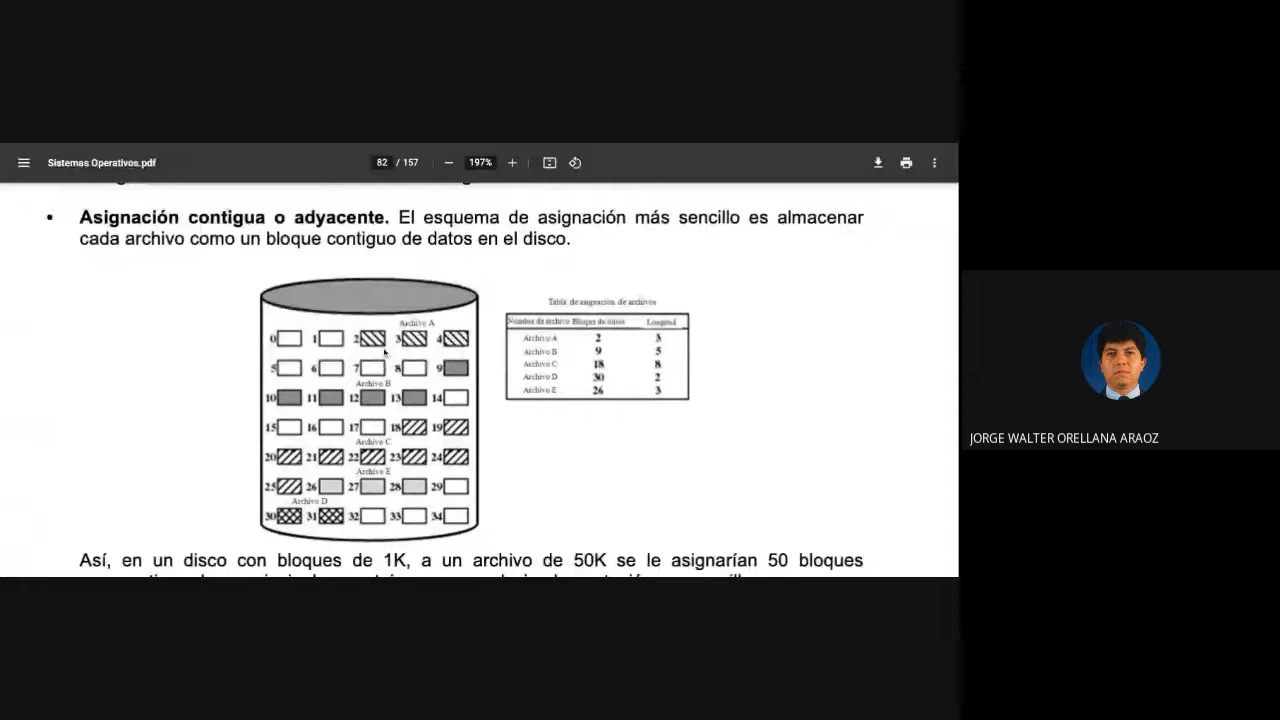 Sistemas Operativos.pdf
82 / 157
197%
• Asignación contigua o adyacente. El esquema de asignación más sencillo es almacenar
cada archivo como un bloque contiguo de datos en el disco.
Archivo A
0 1 2 3 4
5 6 7 8 9
Archivo B
10 11 12 13 14
15 16 17 18 19
Archivo C
20 21 22 23 24
Archivo E
25 26 27 28 29
Archivo D
30 31 32 33 34
Tabla de asignación de archivos
Nombre de archivo Bloque de inicio Longitud
Archivo A 2 3
Archivo B 9 5
Archivo C 18 8
Archivo D 30 2
Archivo E 26 3
Así, en un disco con bloques de 1K, a un archivo de 50K se le asignarían 50 bloques
JORGE WALTER ORELLANA ARAOZ